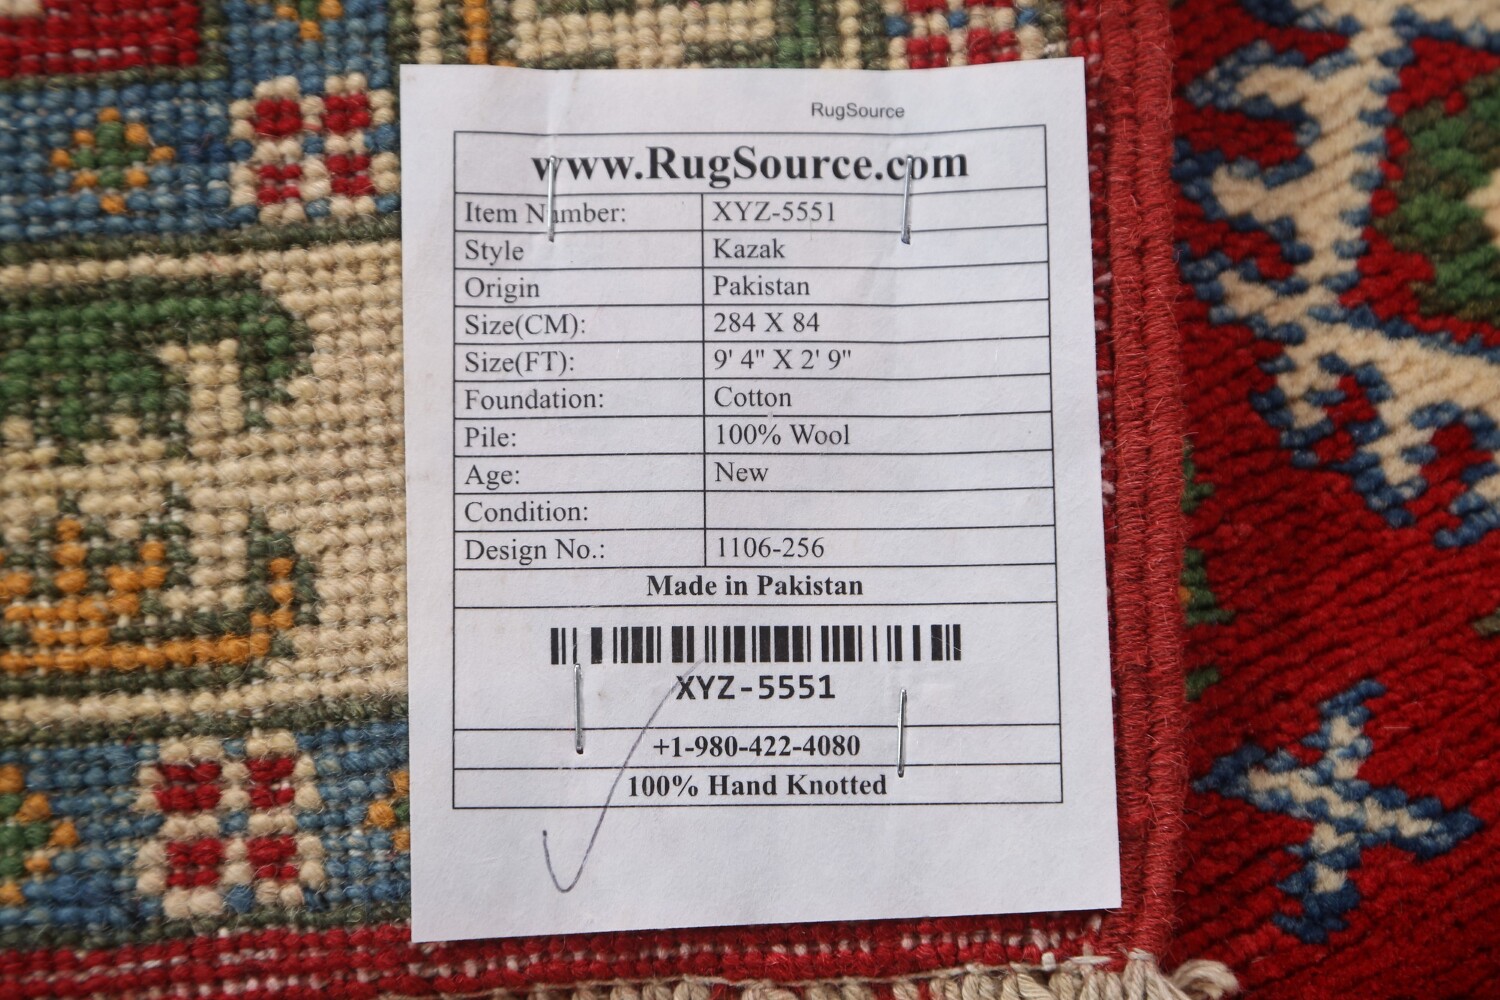 RugSource
www.RugSource.com
Item Number: XYZ-5551
Style Kazak
Origin Pakistan
Size(CM): 284 X 84
Size(FT): 9' 4" X 2' 9"
Foundation: Cotton
Pile: 100% Wool
Age: New
Condition:
Design No.: 1106-256
Made in Pakistan
XYZ-5551
+1-980-422-4080
100% Hand Knotted